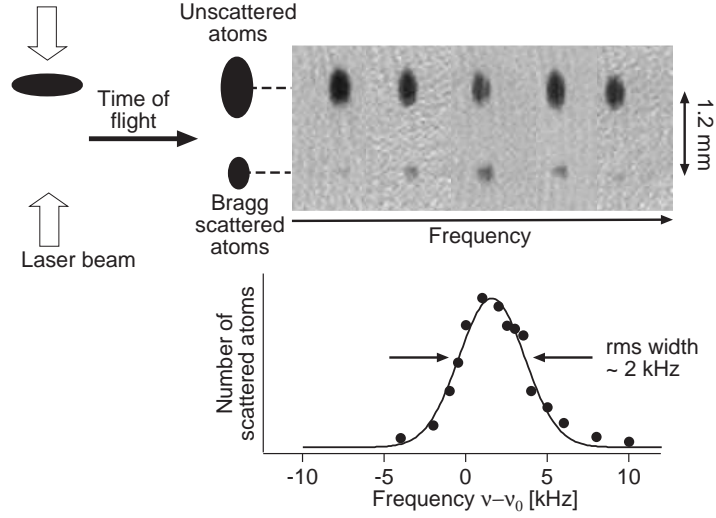 Unscattered
atoms
Time of
flight
1.2 mm
Bragg
scattered
atoms
Frequency
Laser beam
Number of
scattered atoms
rms width
~ 2 kHz
-10 -5 0 5 10
Frequency ν−ν₀ [kHz]